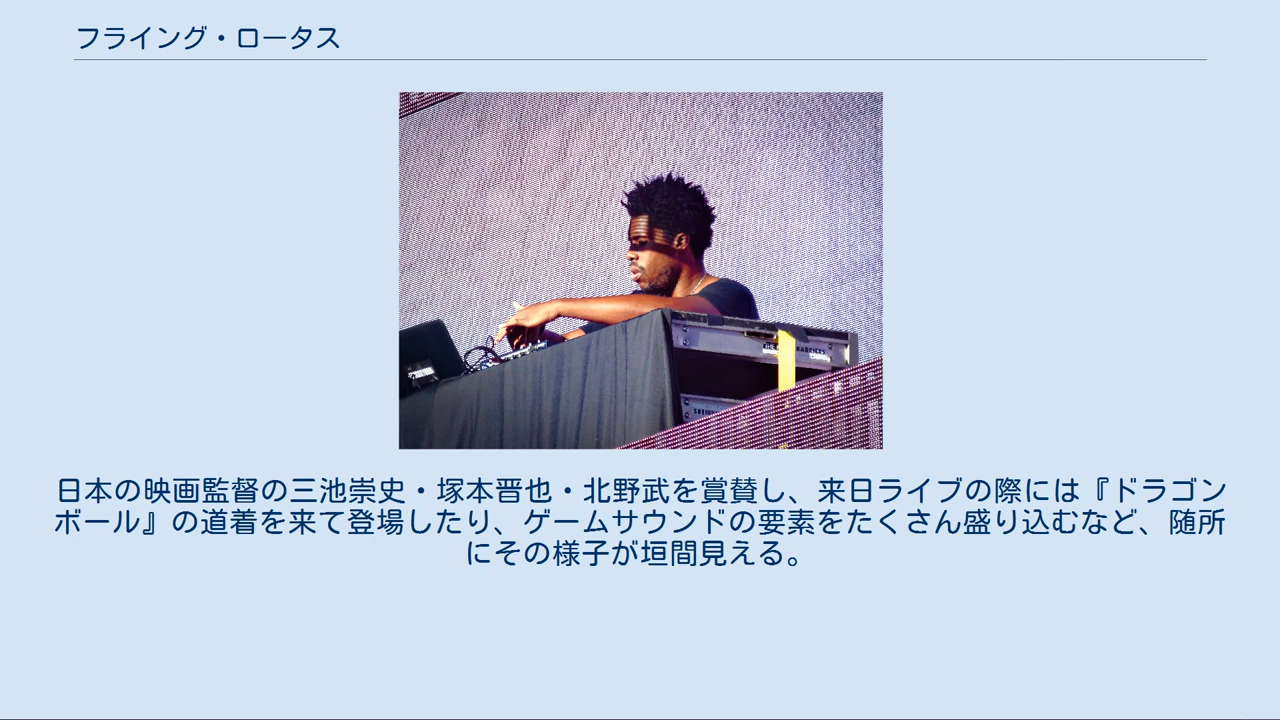 フライング・ロータス
日本の映画監督の三池崇史・塚本晋也・北野武を賞賛し、来日ライブの際には『ドラゴン
ボール』の道着を来て登場したり、ゲームサウンドの要素をたくさん盛り込むなど、随所
にその様子が垣間見える。